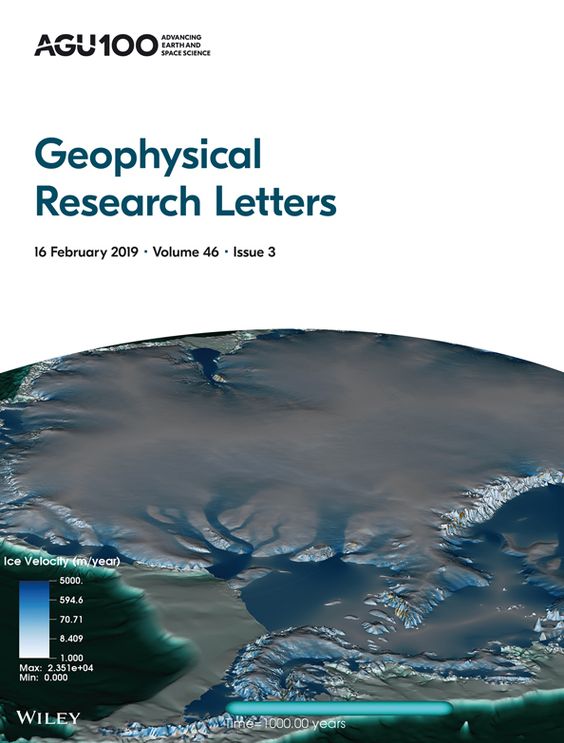 AGU100
ADVANCING
EARTH AND
SPACE SCIENCE
Geophysical
Research Letters
16 February 2019 · Volume 46 · Issue 3
Ice Velocity (m/year)
5000.
594.6
70.71
8.409
1.000
Max: 2.351e+04
Min: 0.000
WILEY
Time=1000.00 years